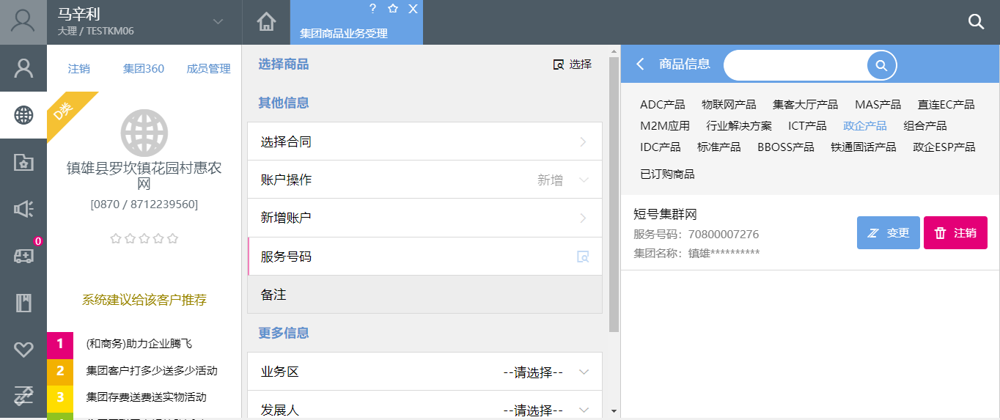 马辛利
大理 / TESTKM06
? X
集团商品业务受理
注销 集团360 成员管理
D类
镇雄县罗坎镇花园村惠农
网
[0870 / 8712239560]
0
系统建议给该客户推荐
1 (和商务)助力企业腾飞
2 集团客户打多少送多少活动
3 集团存费送费送实物活动
选择商品 选择
其他信息
选择合同
账户操作 新增
新增账户
服务号码
备注
更多信息
业务区 --请选择--
发展人 --请选择--
商品信息
ADC产品 物联网产品 集客大厅产品 MAS产品 直连EC产品
M2M应用 行业解决方案 ICT产品 政企产品 组合产品
IDC产品 标准产品 BBOSS产品 铁通固话产品 政企ESP产品
已订购商品
短号集群网
服务号码：70800007276
集团名称：镇雄**********
变更 注销